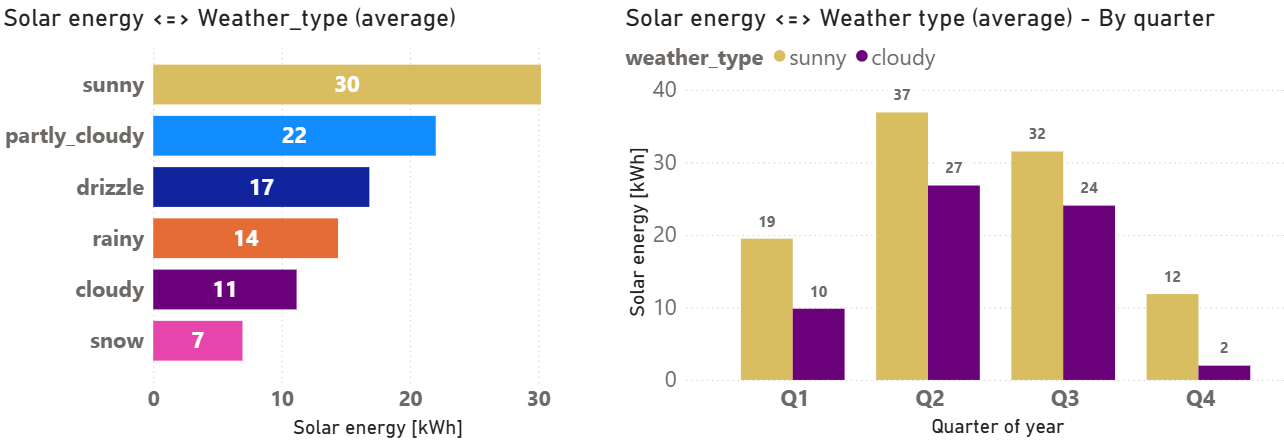 Solar energy <=> Weather_type (average)
sunny 30
partly_cloudy 22
drizzle 17
rainy 14
cloudy 11
snow 7
0 10 20 30
Solar energy [kWh]
Solar energy <=> Weather type (average) - By quarter
weather_type sunny cloudy
Solar energy [kWh]
40
30
20
10
0
19 10 37 27 32 24 12 2
Q1 Q2 Q3 Q4
Quarter of year